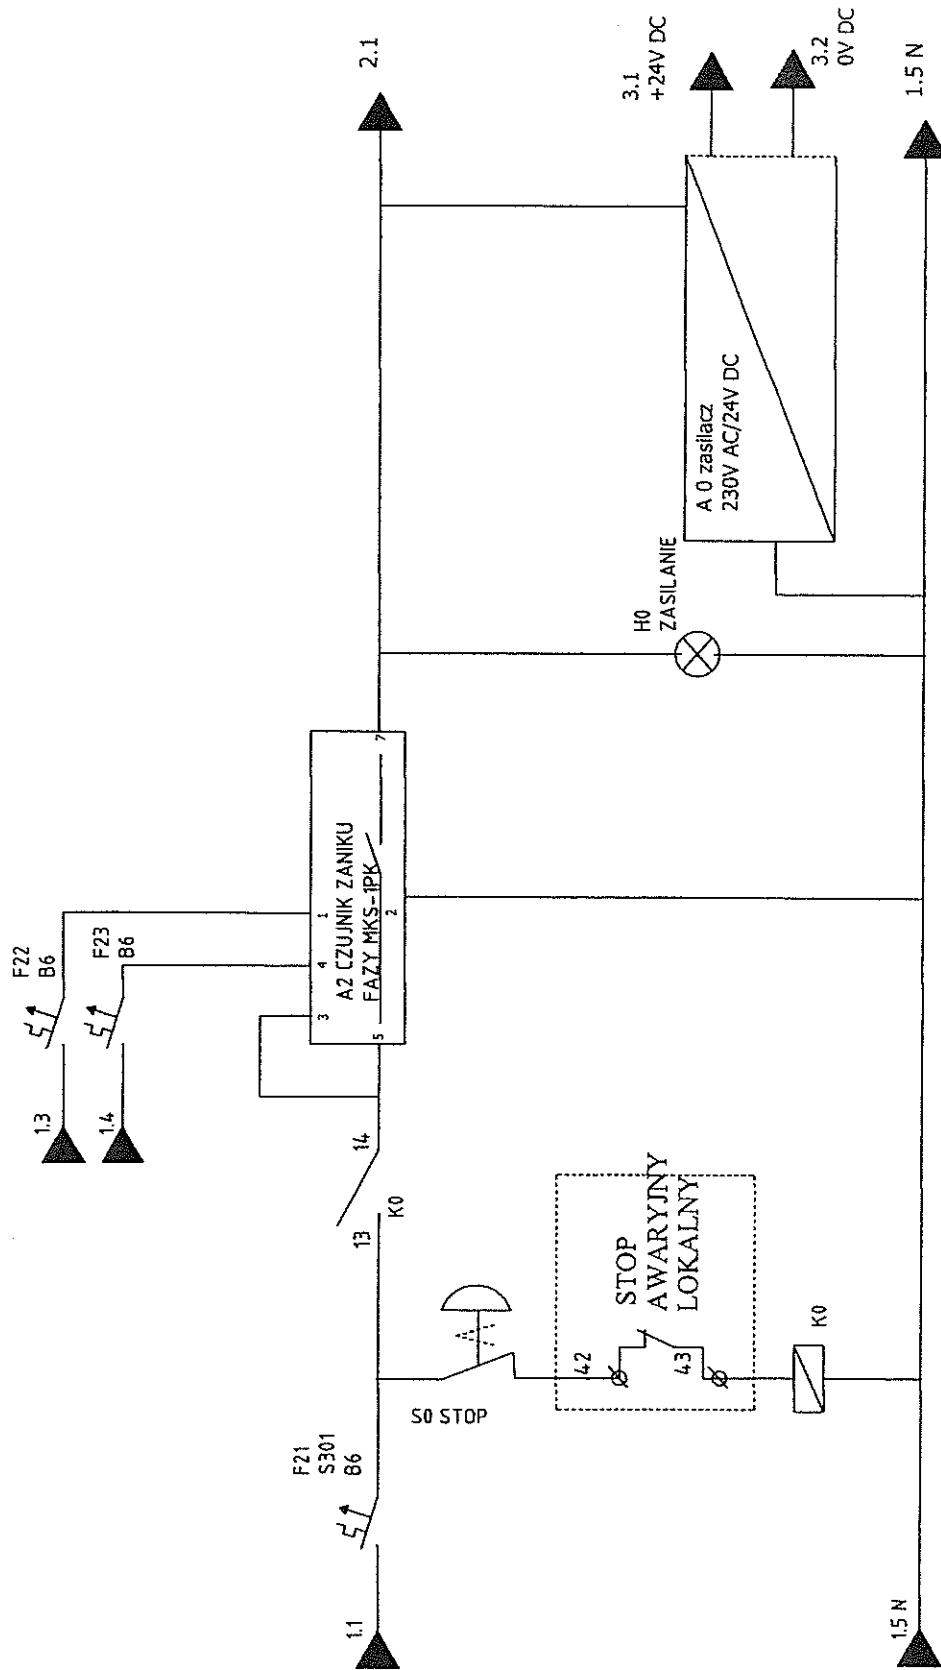 1.1
F21
S301
B6
S0 STOP
42
43
STOP
AWARYJNY
LOKALNY
K0
1.5 N
13
14
K0
1.3
1.4
F22
B6
F23
B6
3
4
1
A2 CZUJNIK ZANIKU
FAZY MKS-1PK
5
2
7
H0
ZASILANIE
A 0 zasilacz
230V AC/24V DC
2.1
3.1
+24V DC
3.2
0V DC
1.5 N